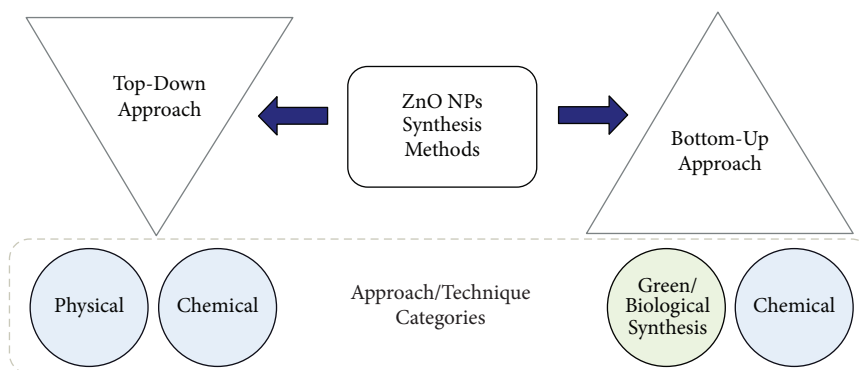 Top-Down
Approach
ZnO NPs
Synthesis
Methods
Bottom-Up
Approach
Physical
Chemical
Approach/Technique
Categories
Green/
Biological
Synthesis
Chemical